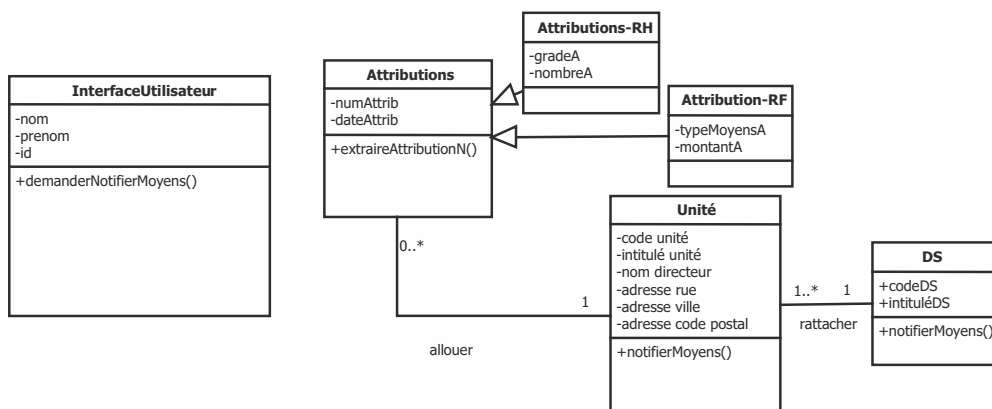 InterfaceUtilisateur
-nom
-prenom
-id
+demanderNotifierMoyens()
Attributions
-numAttrib
-dateAttrib
+extraireAttributionN()
Attributions-RH
-gradeA
-nombreA
Attribution-RF
-typeMoyensA
-montantA
0..*
1
allouer
Unité
-code unité
-intitulé unité
-nom directeur
-adresse rue
-adresse ville
-adresse code postal
+notifierMoyens()
1..*
1
rattacher
DS
+codeDS
+intituléDS
+notifierMoyens()